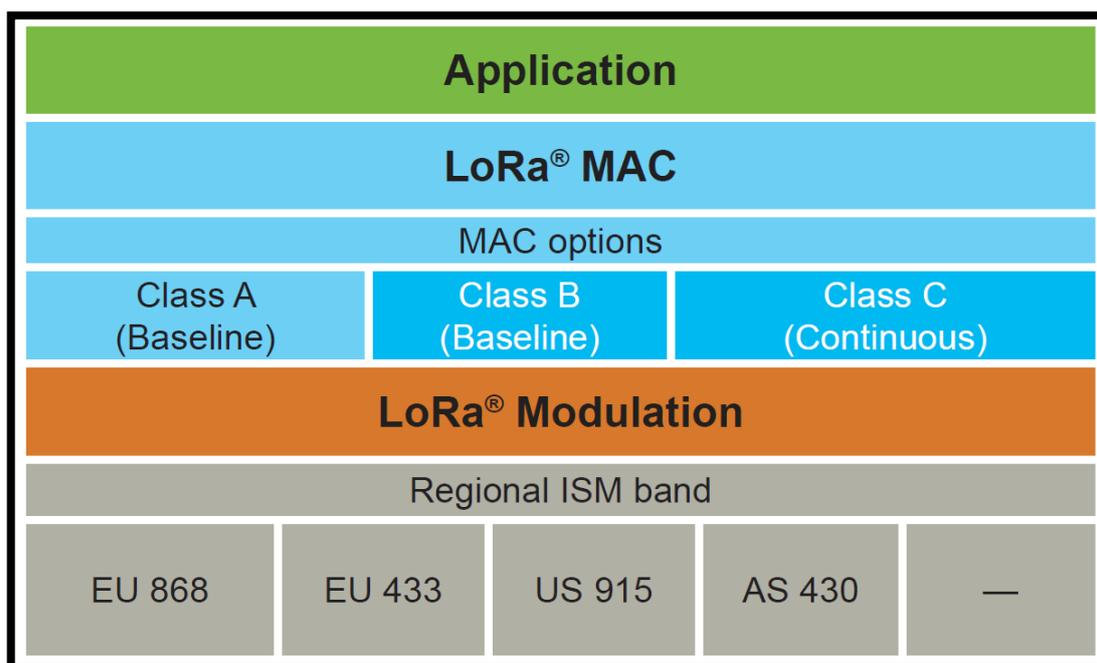 Application
LoRa® MAC
MAC options
Class A
(Baseline)
Class B
(Baseline)
Class C
(Continuous)
LoRa® Modulation
Regional ISM band
EU 868
EU 433
US 915
AS 430
—